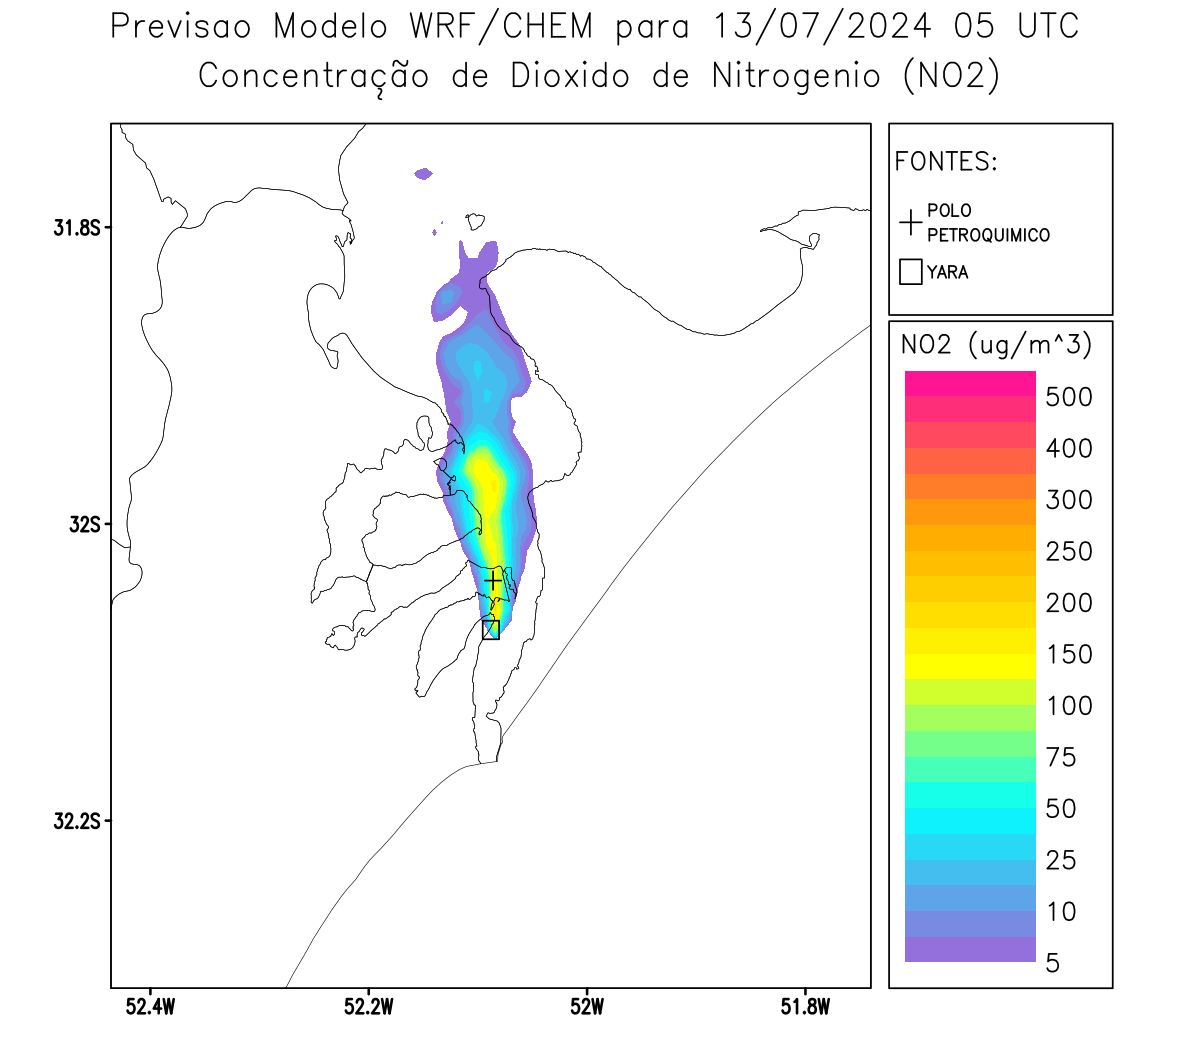 Previsao Modelo WRF/CHEM para 13/07/2024 05 UTC
Concentração de Dioxido de Nitrogenio (NO2)
FONTES:
POLO
PETROQUIMICO
YARA
NO2 (ug/m^3)
500
400
300
250
200
150
100
75
50
25
10
5
31.8S
32S
32.2S
52.4W
52.2W
52W
51.8W